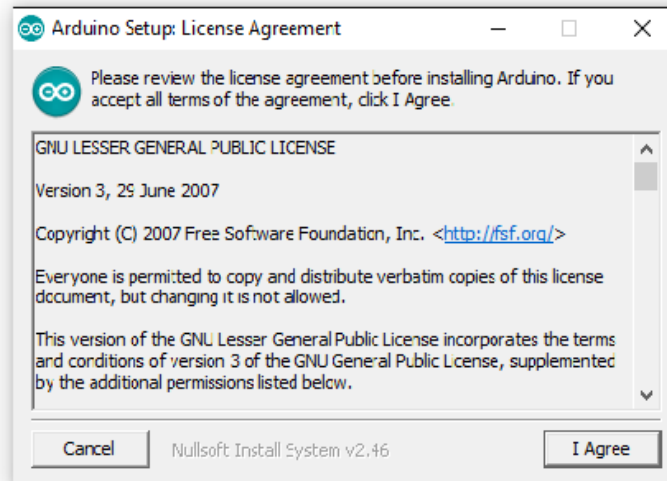 Arduino Setup: License Agreement
Please review the license agreement before installing Arduino. If you
accept all terms of the agreement, click I Agree.
GNU LESSER GENERAL PUBLIC LICENSE
Version 3, 29 June 2007
Copyright (C) 2007 Free Software Foundation, Inc. <http://fsf.org/>
Everyone is permitted to copy and distribute verbatim copies of this license
document, but changing it is not allowed.
This version of the GNU Lesser General Public License incorporates the terms
and conditions of version 3 of the GNU General Public License, supplemented
by the additional permissions listed below.
Cancel
Nullsoft Install System v2.46
I Agree